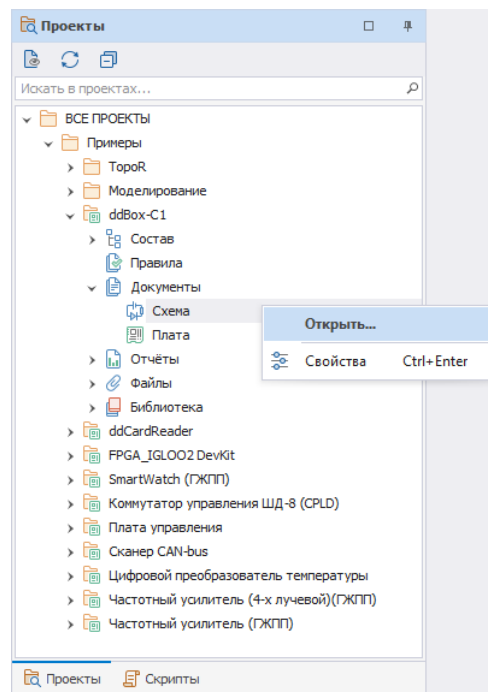 Проекты
Искать в проектах...
ВСЕ ПРОЕКТЫ
Примеры
TopoR
Моделирование
ddBox-C1
Состав
Правила
Документы
Схема
Открыть...
Плата
Свойства Ctrl+Enter
Отчёты
Файлы
Библиотека
ddCardReader
FPGA_IGLOO2 DevKit
SmartWatch (ГЖПП)
Коммутатор управления ШД-8 (CPLD)
Плата управления
Сканер CAN-bus
Цифровой преобразователь температуры
Частотный усилитель (4-х лучевой)(ГЖПП)
Частотный усилитель (ГЖПП)
Проекты Скрипты